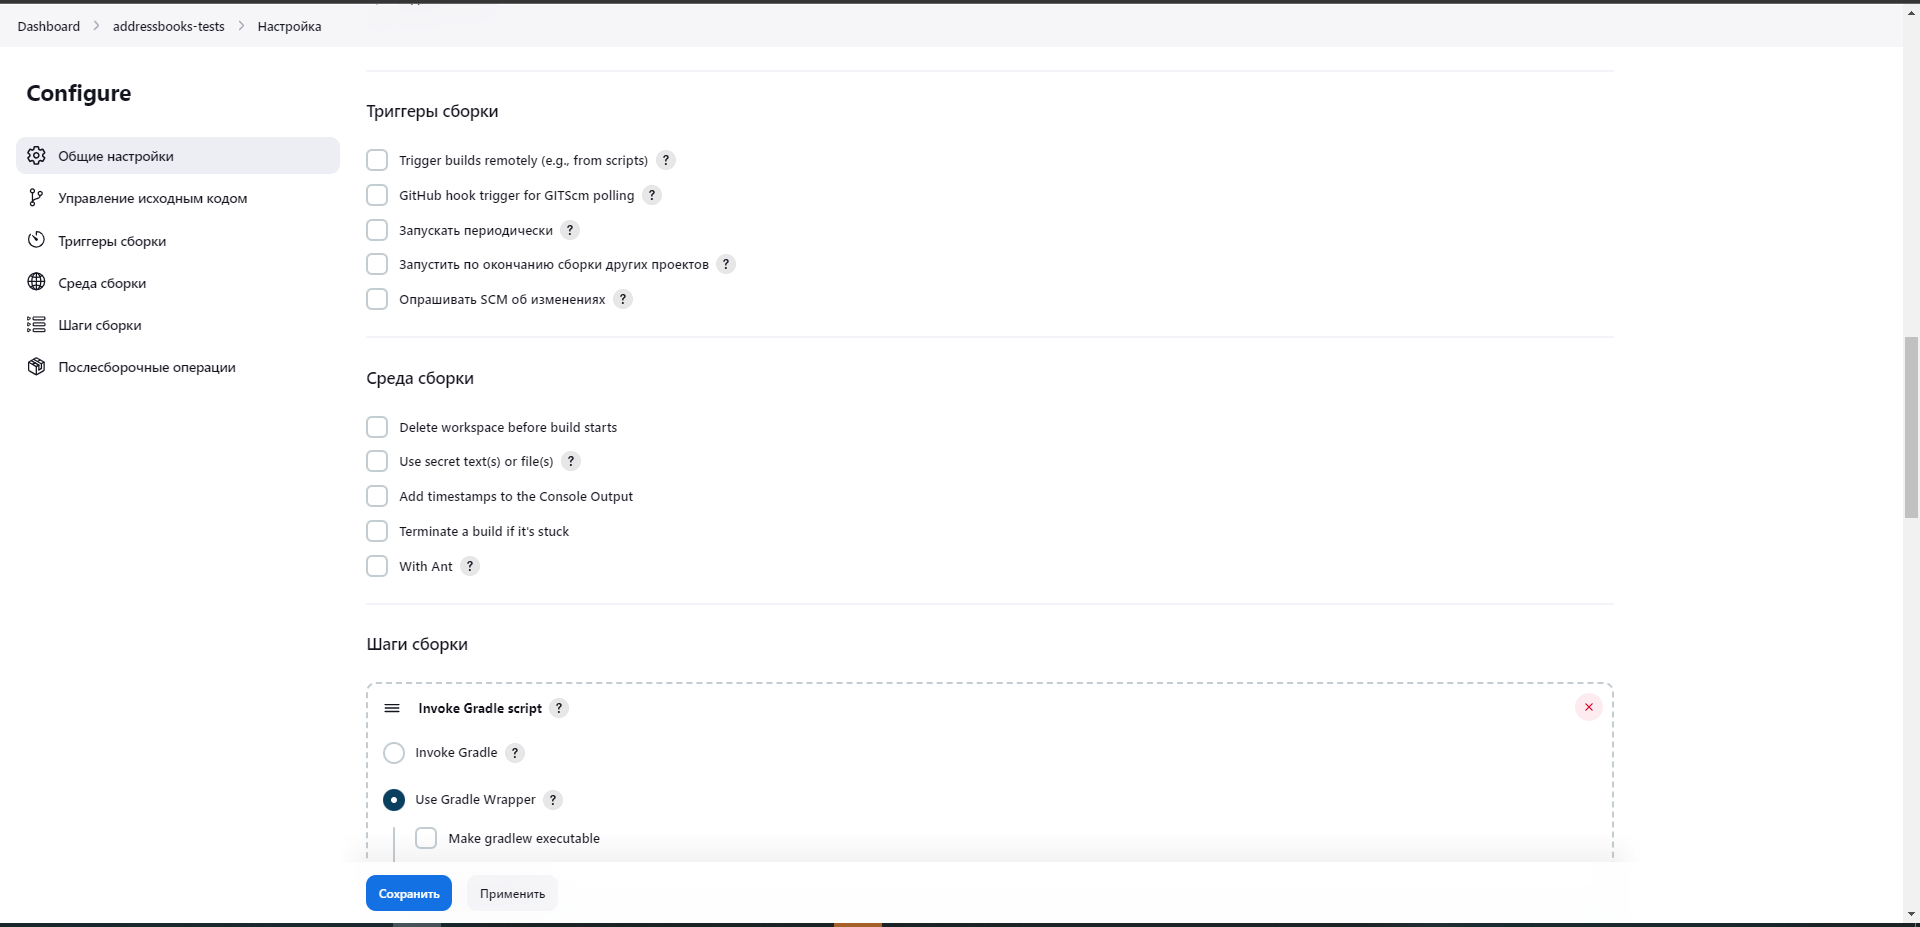 Dashboard addressbooks-tests Настройка
Configure
Общие настройки
Управление исходным кодом
Триггеры сборки
Среда сборки
Шаги сборки
Послесборочные операции
Триггеры сборки
Trigger builds remotely (e.g., from scripts) ?
GitHub hook trigger for GITScm polling ?
Запускать периодически ?
Запустить по окончанию сборки других проектов ?
Опрашивать SCM об изменениях ?
Среда сборки
Delete workspace before build starts
Use secret text(s) or file(s) ?
Add timestamps to the Console Output
Terminate a build if it's stuck
With Ant ?
Шаги сборки
Invoke Gradle script ?
Invoke Gradle ?
Use Gradle Wrapper ?
Make gradlew executable
Сохранить Применить